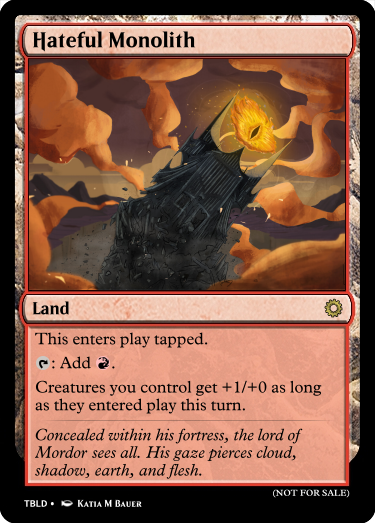 Hateful Monolith
Land
This enters play tapped.
: Add .
Creatures you control get +1/+0 as long
as they entered play this turn.
Concealed within his fortress, the lord of
Mordor sees all. His gaze pierces cloud,
shadow, earth, and flesh.
(NOT FOR SALE)
TBLD • Katia M Bauer